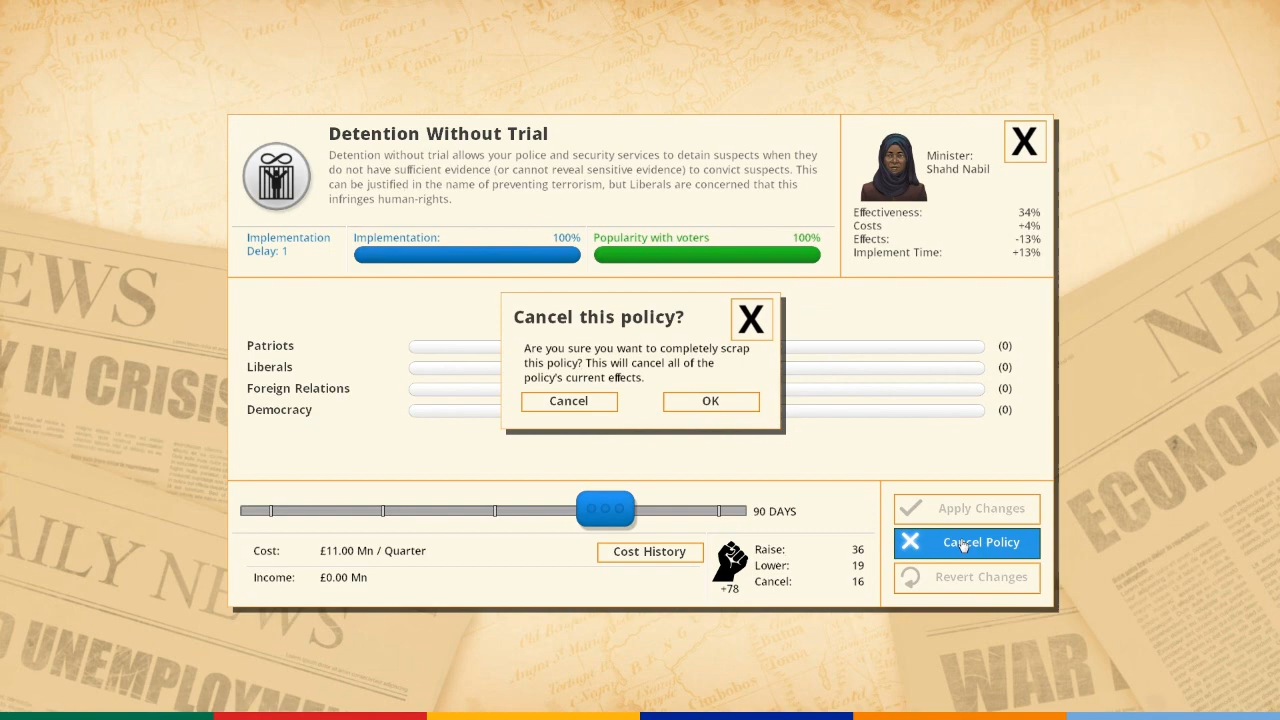 Detention Without Trial
Detention without trial allows your police and security services to detain suspects when they
do not have sufficient evidence (or cannot reveal sensitive evidence) to convict suspects. This
can be justified in the name of preventing terrorism, but Liberals are concerned that this
infringes human-rights.
X
Minister:
Shahd Nabil
Effectiveness: 34%
Costs +4%
Effects: -13%
Implement Time: +13%
Implementation
Delay: 1
Implementation: 100%
Popularity with voters 100%
Patriots (0)
Liberals (0)
Foreign Relations (0)
Democracy (0)
Cancel this policy?
X
Are you sure you want to completely scrap
this policy? This will cancel all of the
policy's current effects.
Cancel
OK
90 DAYS
Cost: £11.00 Mn / Quarter
Cost History
Income: £0.00 Mn
+78
Raise: 36
Lower: 19
Cancel: 16
Apply Changes
Cancel Policy
Revert Changes
NEWS
Y IN CRISIS
DAILY NEWS
UNEMPLOYM
NE
ECONOM
WAR